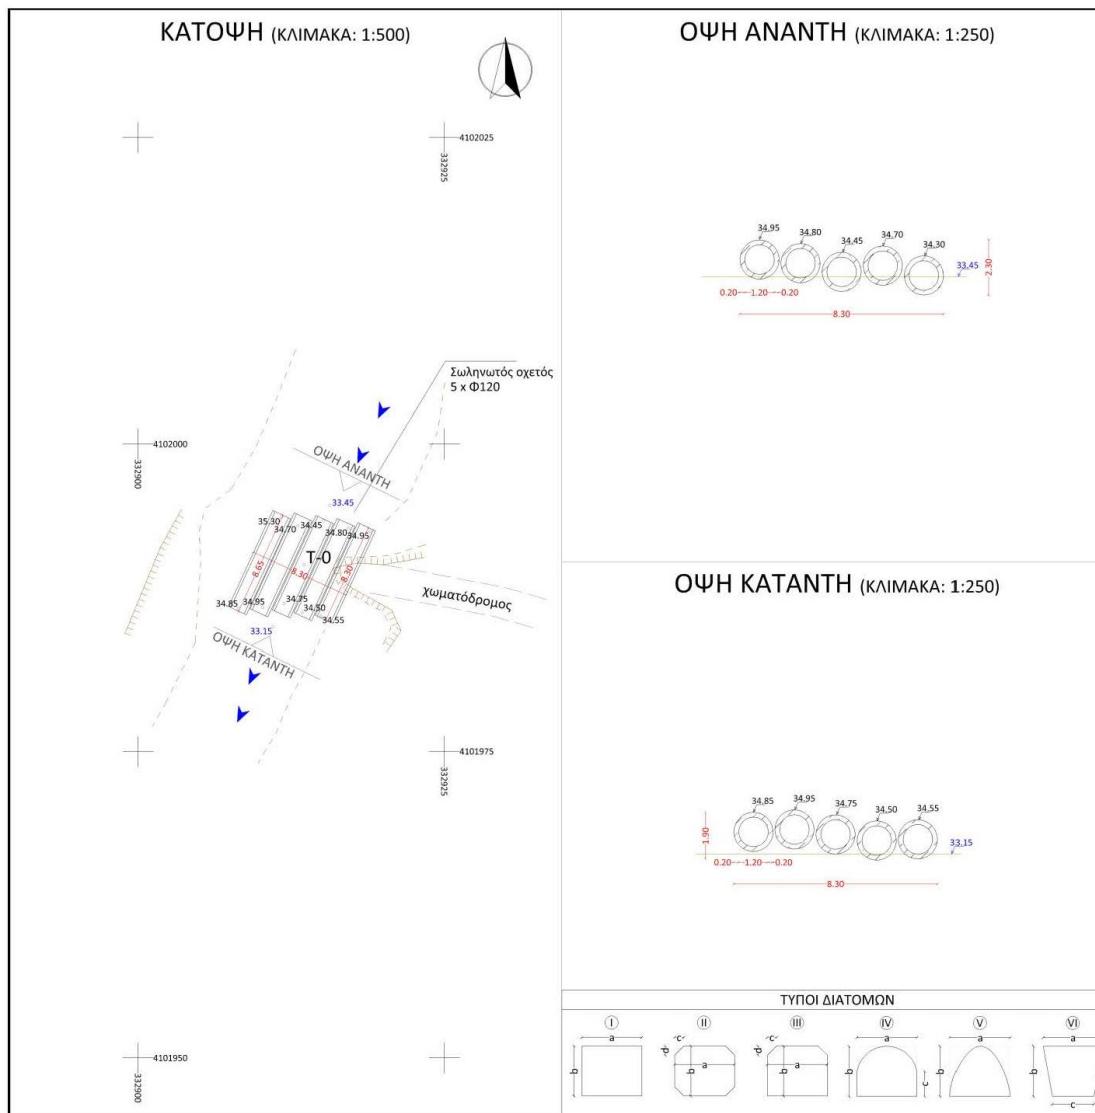 ΚΑΤΟΨΗ (ΚΛΙΜΑΚΑ: 1:500)
4102025
332925
Σωληνωτός οχετός
5 x Φ120
4102000
332900
ΟΨΗ ΑΝΑΝΤΗ
33.45
35.30
34.70
34.45
34.80
34.95
T-0
8.65
8.30
8.30
χωματόδρομος
34.85
34.95
34.75
34.50
34.55
33.15
ΟΨΗ ΚΑΤΑΝΤΗ
4101975
332925
4101950
332900
ΟΨΗ ΑΝΑΝΤΗ (ΚΛΙΜΑΚΑ: 1:250)
34.95
34.80
34.45
34.70
34.30
33.45
2.30
0.20
1.20
0.20
8.30
ΟΨΗ ΚΑΤΑΝΤΗ (ΚΛΙΜΑΚΑ: 1:250)
34.85
34.95
34.75
34.50
34.55
1.90
33.15
0.20
1.20
0.20
8.30
ΤΥΠΟΙ ΔΙΑΤΟΜΩΝ
I
a
b
II
c
d
b
a
III
c
d
b
a
IV
a
b
c
V
a
b
VI
a
b
c